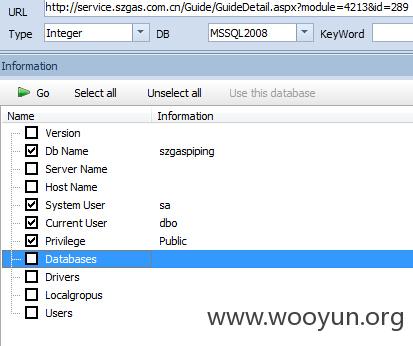 URL http://service.szgas.com.cn/Guide/GuideDetail.aspx?module=4213&id=289
Type Integer DB MSSQL2008 KeyWord
Information
Go Select all Unselect all Use this database
Name Information
Version
Db Name szgaspiping
Server Name
Host Name
System User sa
Current User dbo
Privilege Public
Databases
Drivers
Localgropus
Users
www.wooyun.org